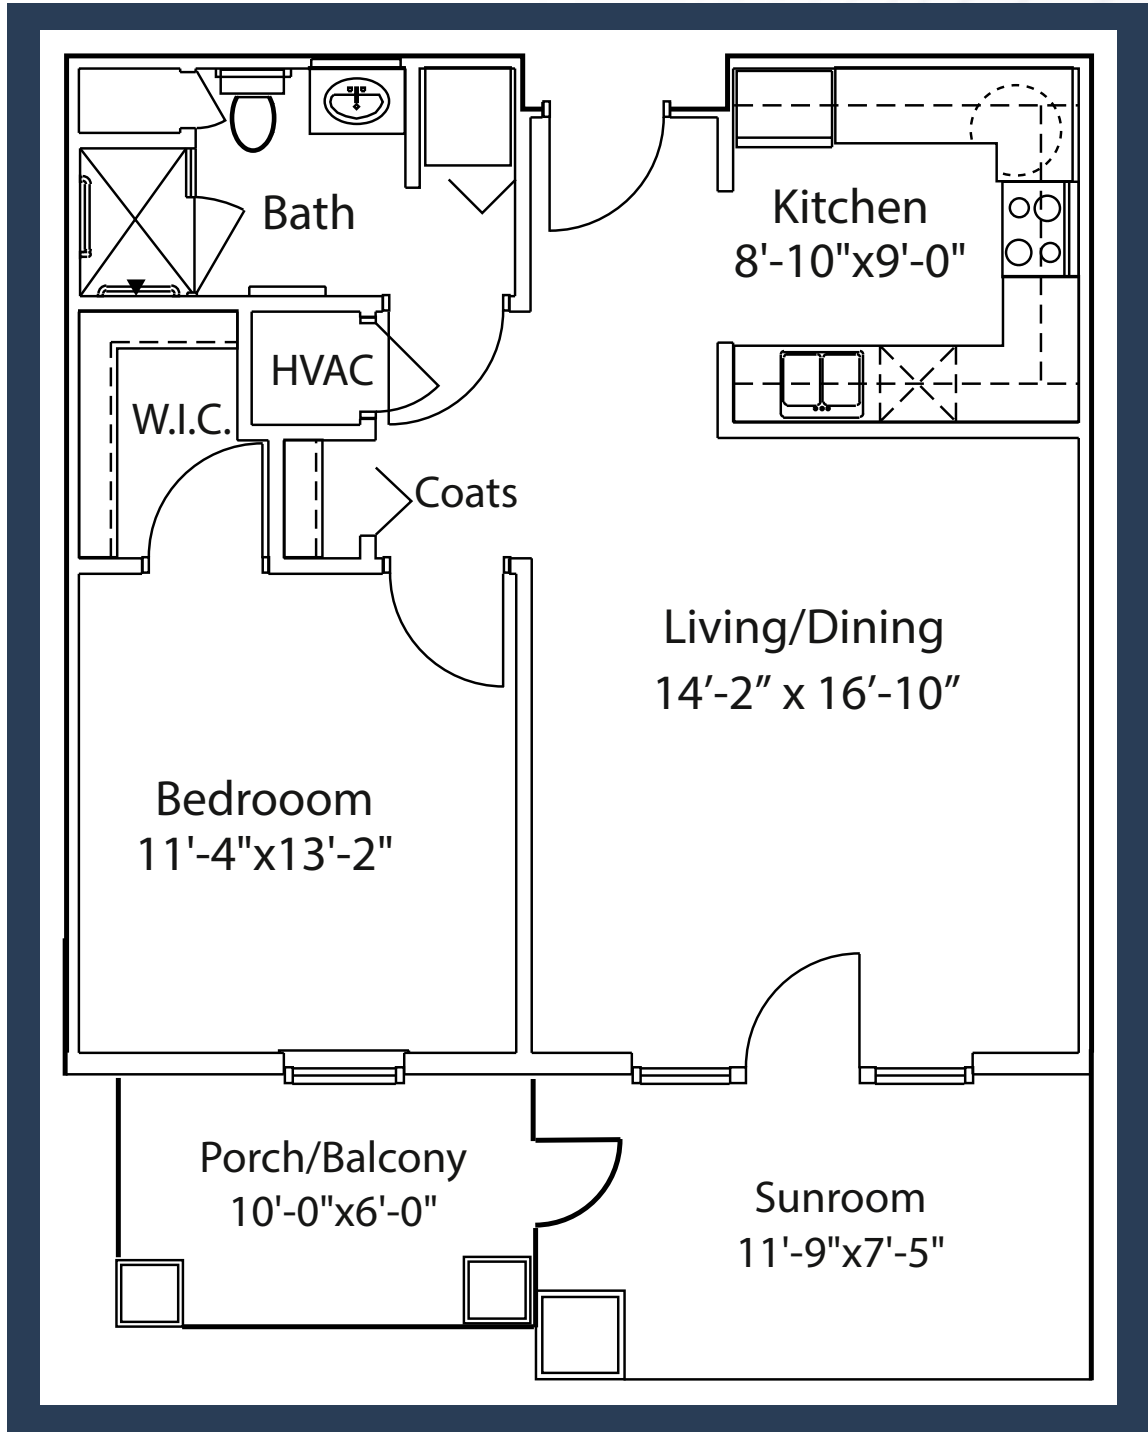 Bath
Kitchen
8'-10"x9'-0"
HVAC
W.I.C.
Coats
Living/Dining
14’-2” x 16’-10”
Bedrooom
11'-4"x13'-2"
Porch/Balcony
10'-0"x6'-0"
Sunroom
11'-9"x7'-5"